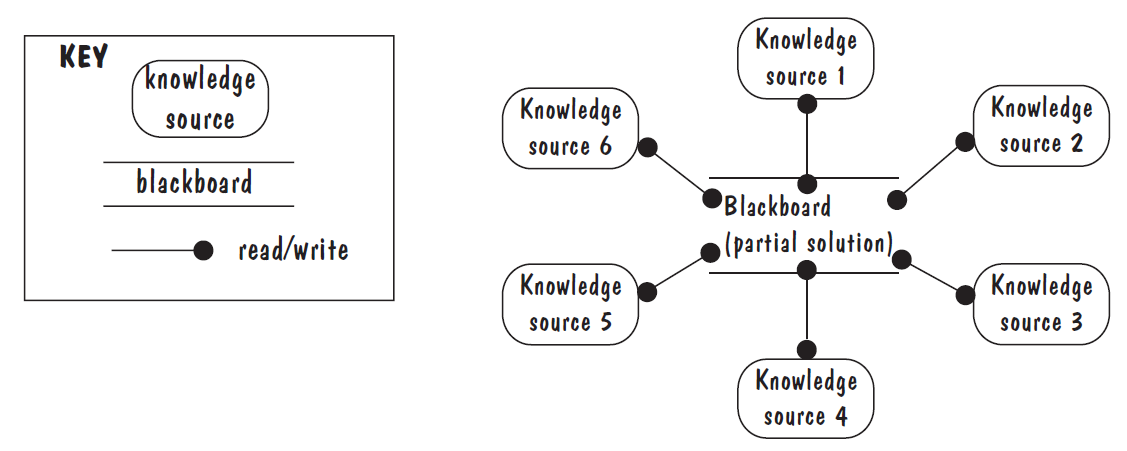 KEY
knowledge
source
blackboard
read/write
Knowledge
source 1
Knowledge
source 2
Knowledge
source 3
Knowledge
source 4
Knowledge
source 5
Knowledge
source 6
Blackboard
(partial solution)